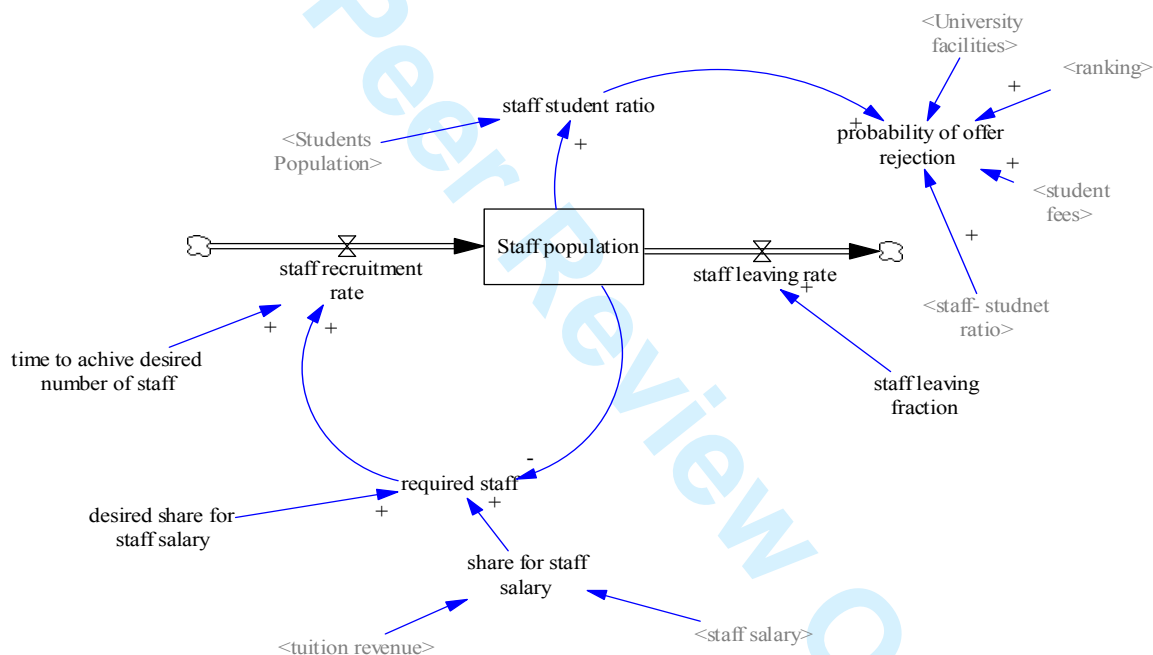 <University
facilities>
<ranking>
staff student ratio
+
<Students
Population>
+
+
probability of offer
rejection
+
<student
fees>
Staff population
+
staff recruitment
rate
staff leaving rate
+
<staff- studnet
ratio>
+
+
time to achive desired
number of staff
staff leaving
fraction
-
required staff
+
+
desired share for
staff salary
share for staff
salary
<tuition revenue>
<staff salary>
Peer Review O